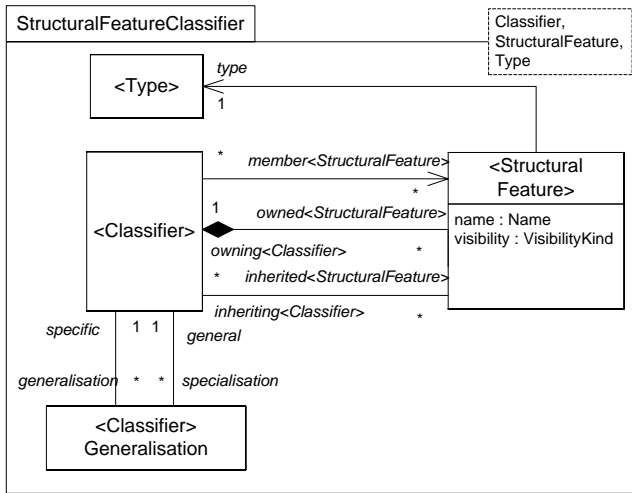 StructuralFeatureClassifier
Classifier,
StructuralFeature,
Type
<Type>
type
1
<Classifier>
*
member<StructuralFeature>
*
1
owned<StructuralFeature>
owning<Classifier>
*
*
inherited<StructuralFeature>
inheriting<Classifier>
*
<Structural
Feature>
name : Name
visibility : VisibilityKind
specific
1
1
general
generalisation
*
*
specialisation
<Classifier>
Generalisation